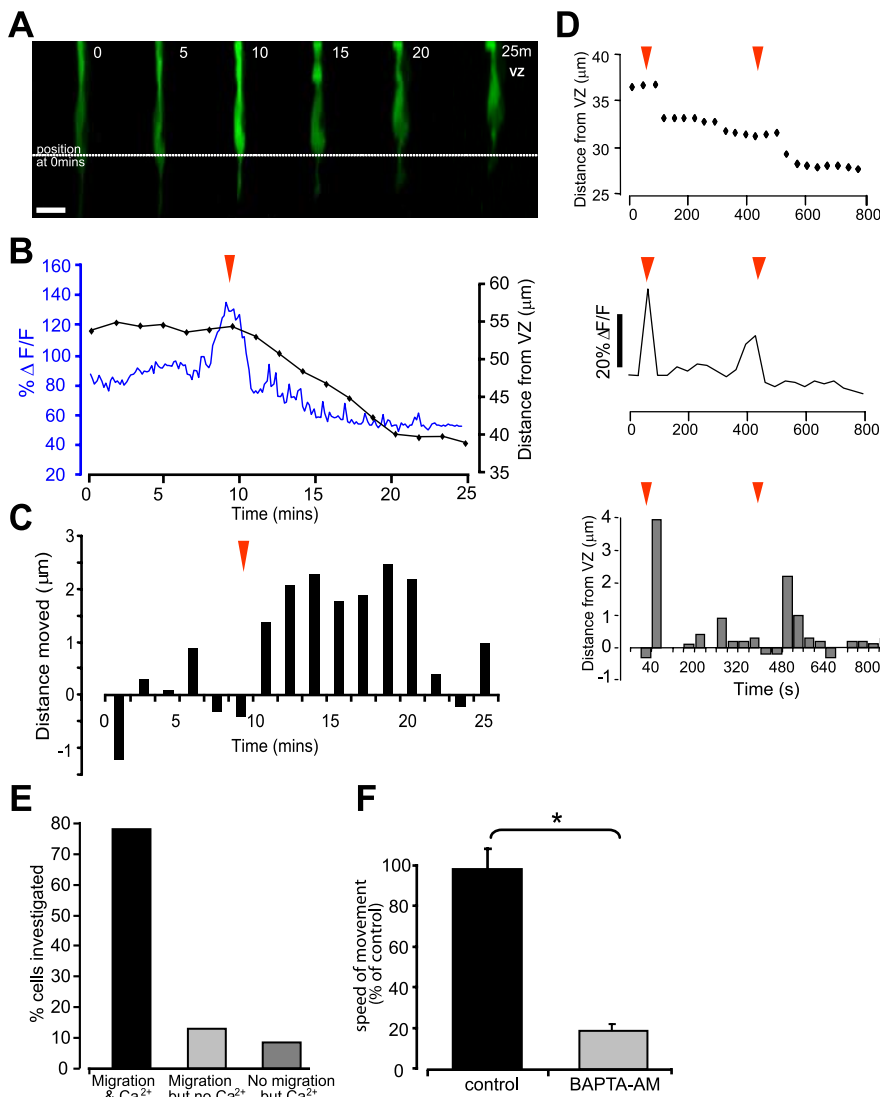 A
0 5 10 15 20 25m
VZ
position
at 0mins
B
160
140
120
100
80
60
40
20
% Δ F/F
60
55
50
45
40
35
Distance from VZ (μm)
0 5 10 15 20 25
Time (mins)
C
3
2
1
0
-1
Distance moved (μm)
0 5 10 15 20 25
Time (mins)
D
40
35
30
25
Distance from VZ (μm)
0 200 400 600 800
20% ΔF/F
0 200 400 600 800
4
3
2
1
0
-1
Distance from VZ (μm)
40 200 320 480 640 800
Time (s)
E
80
70
60
50
40
30
20
10
0
% cells investigated
Migration
& Ca²⁺
Migration
but no Ca²⁺
No migration
but Ca²⁺
F
*
100
80
60
40
20
0
speed of movement
(% of control)
control BAPTA-AM